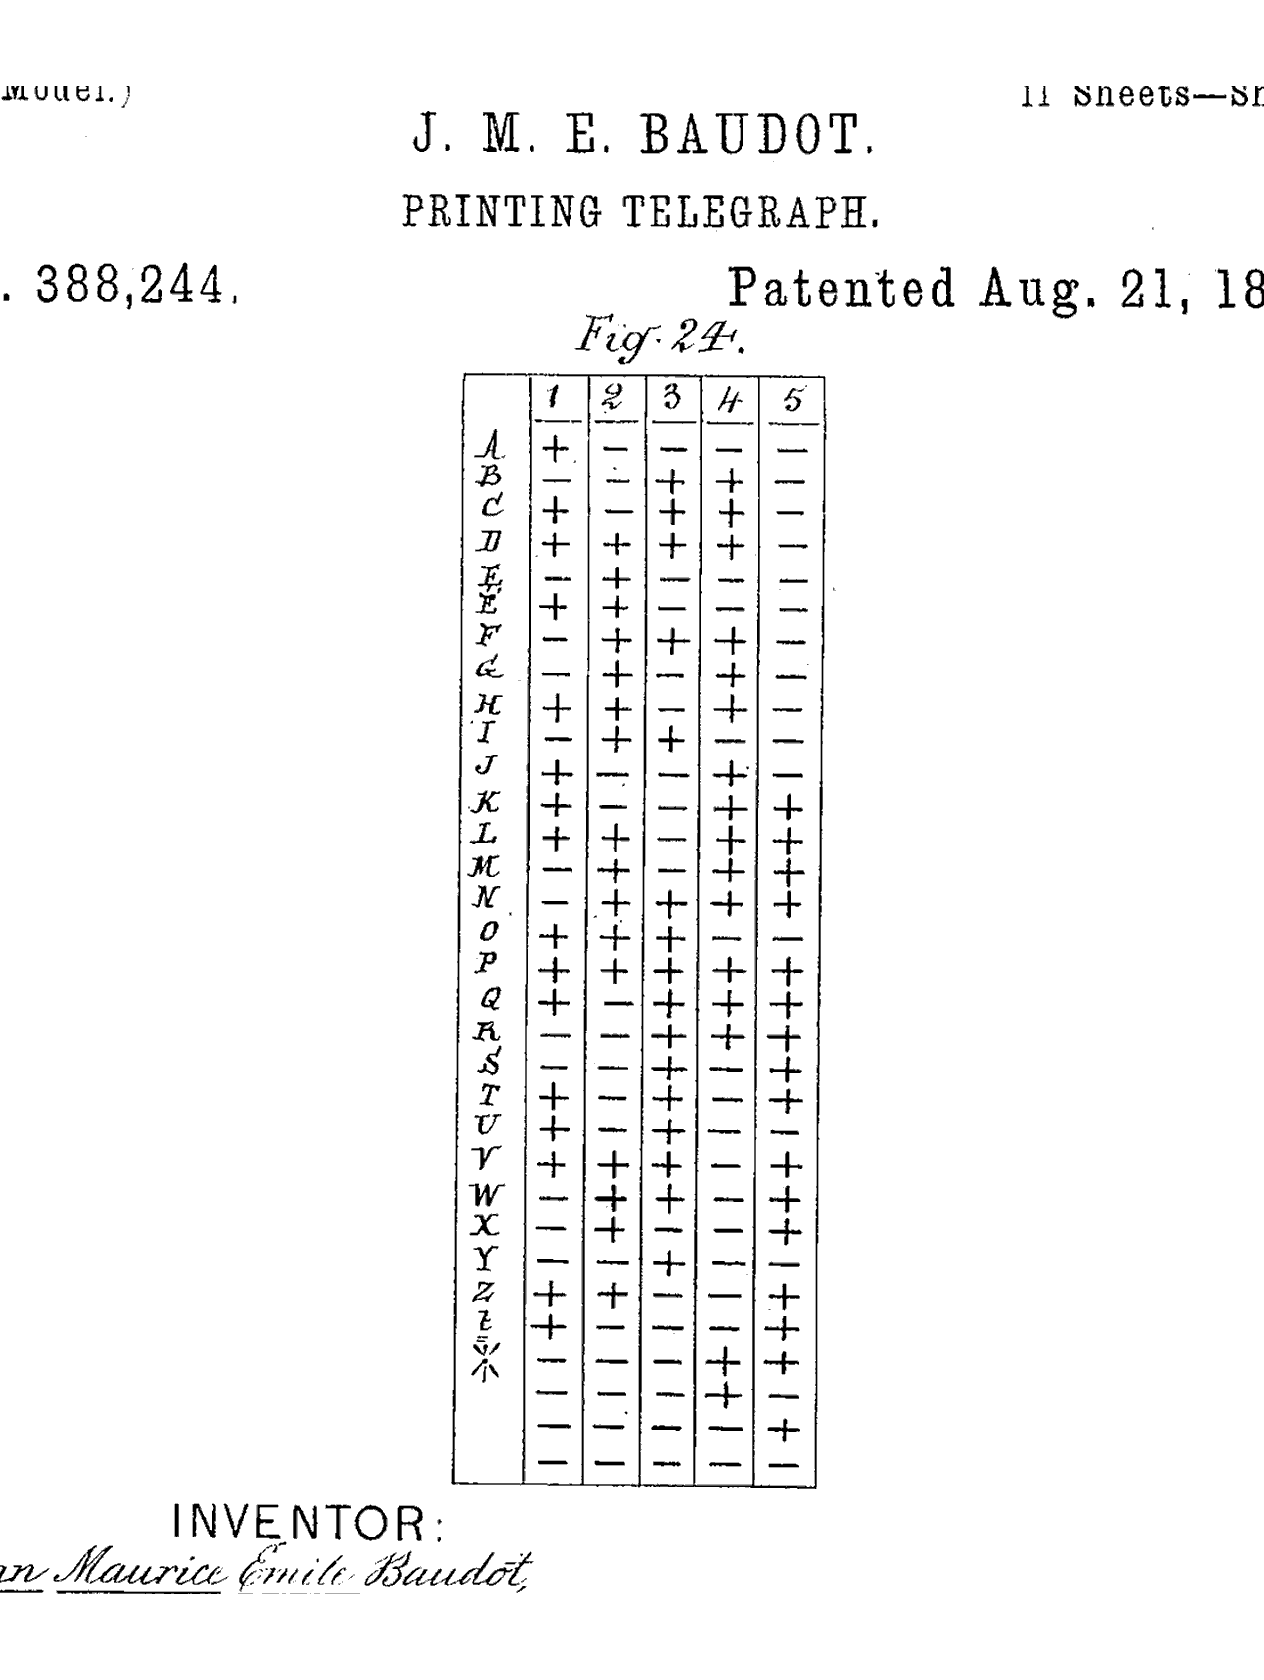 Model.)
11 Sheets—Sh
J. M. E. BAUDOT.
PRINTING TELEGRAPH.
. 388,244.
Patented Aug. 21, 18
Fig. 24.
1 2 3 4 5
A + − − − −
B − − + + −
C + − + + −
D + + + + −
E − + − − −
É + + − − −
F − + + + −
G − + − + −
H + + − + −
I − + + − −
J + − − + −
K + − − + +
L + + − + +
M − + − + +
N − + + + +
O + + + − −
P + + + + +
Q + − + + +
R − − + + +
S − − + − +
T + − + − +
U + − + − −
V + + + − +
W − + + − +
X − + − − +
Y − − + − −
Z + + − − +
t + − − − +
※ − − − + +
− − − + −
− − − − +
− − − − −
INVENTOR:
an Maurice Emile Baudot,